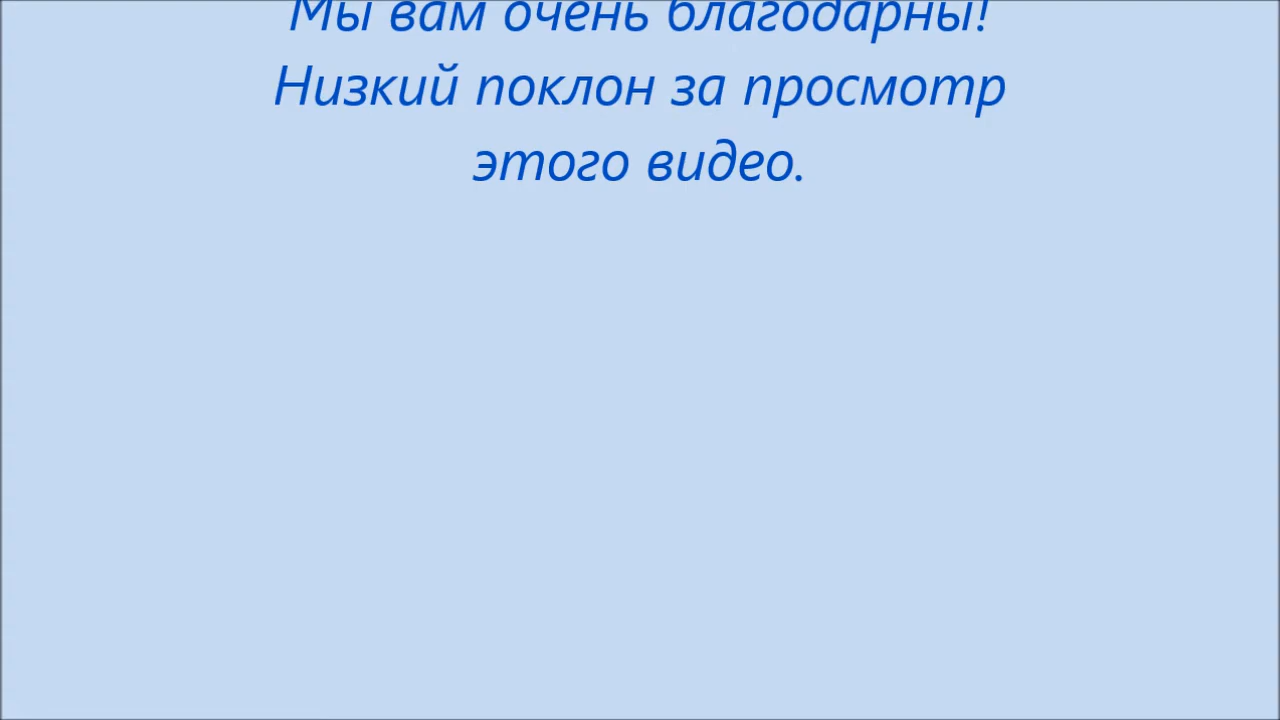 Мы вам очень благодарны!
Низкий поклон за просмотр
этого видео.